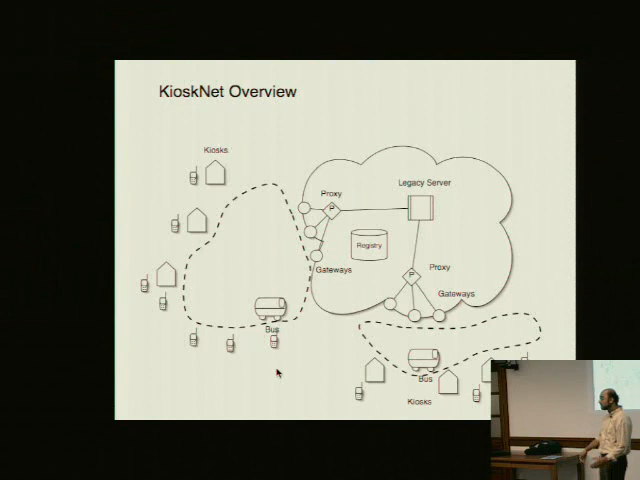 KioskNet Overview
Kiosks
Proxy
Legacy Server
P
Registry
Gateways
P
Proxy
Gateways
Bus
Bus
Kiosks